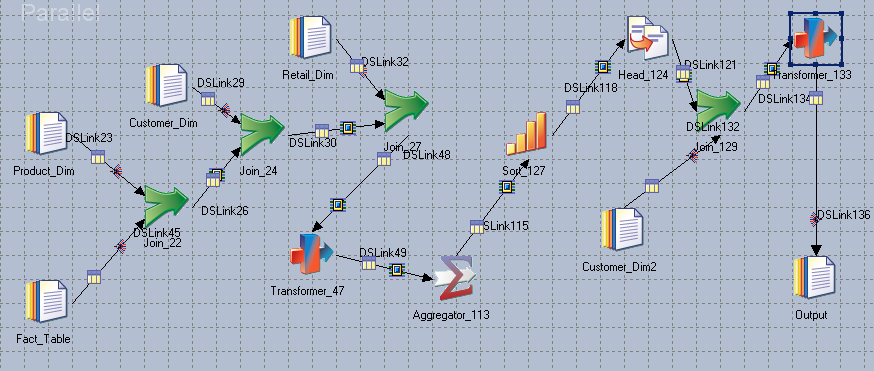 Parallel
Retail_Dim
DSLink32
Head_124
DSLink121
Transformer_133
DSLink29
DSLink118
DSLink134
Customer_Dim
DSLink132
DSLink23
DSLink30
Join_27
Join_129
DSLink48
Product_Dim
Join_24
Sort_127
DSLink26
DSLink45
Join_22
DSLink136
DSLink115
DSLink49
Customer_Dim2
Transformer_47
Aggregator_113
Output
Fact_Table